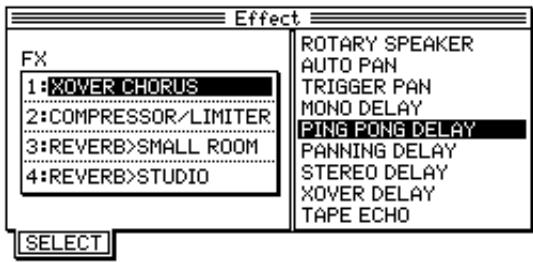 Effect
FX
1:XOVER CHORUS
2:COMPRESSOR/LIMITER
3:REVERB>SMALL ROOM
4:REVERB>STUDIO
ROTARY SPEAKER
AUTO PAN
TRIGGER PAN
MONO DELAY
PING PONG DELAY
PANNING DELAY
STEREO DELAY
XOVER DELAY
TAPE ECHO
SELECT